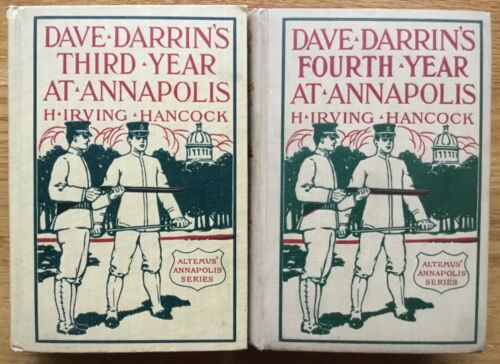 DAVE DARRIN'S
THIRD YEAR
AT ANNAPOLIS
H·IRVING HANCOCK
ALTEMUS'
ANNAPOLIS
SERIES
DAVE DARRIN'S
FOURTH YEAR
AT ANNAPOLIS
H·IRVING HANCOCK
ALTEMUS'
ANNAPOLIS
SERIES